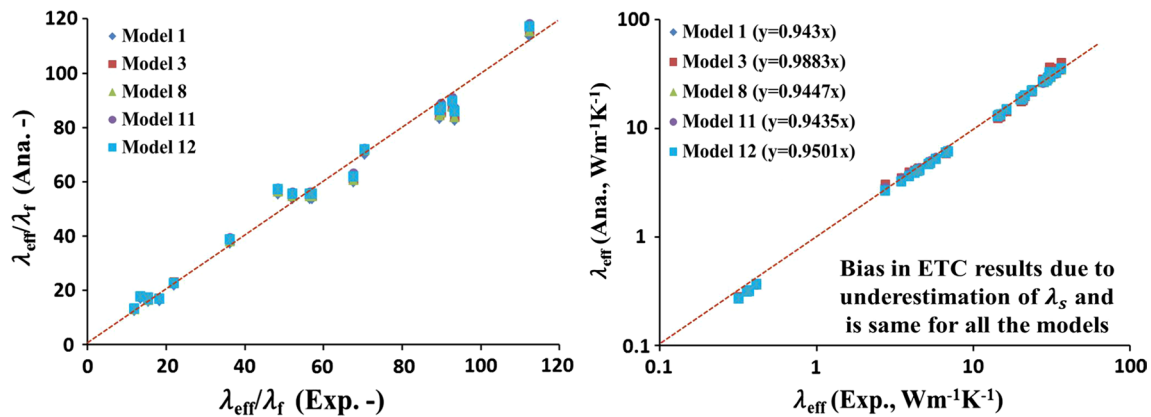 120
100
80
60
40
20
0
λeff/λf (Ana. -)
Model 1
Model 3
Model 8
Model 11
Model 12
0 20 40 60 80 100 120
λeff/λf (Exp. -)
100
10
1
0.1
λeff (Ana., Wm⁻¹K⁻¹)
Model 1 (y=0.943x)
Model 3 (y=0.9883x)
Model 8 (y=0.9447x)
Model 11 (y=0.9435x)
Model 12 (y=0.9501x)
Bias in ETC results due to
underestimation of λs and
is same for all the models
0.1 1 10 100
λeff (Exp., Wm⁻¹K⁻¹)